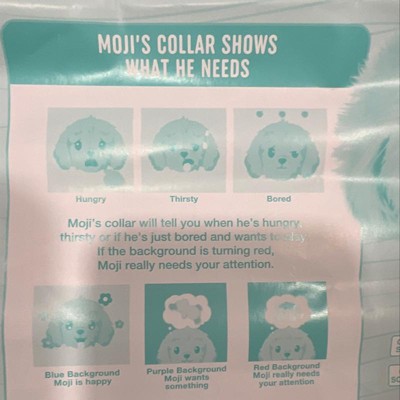 MOJI'S COLLAR SHOWS
WHAT HE NEEDS
Hungry
Thirsty
Bored
Moji's collar will tell you when he's hungry,
thirsty or if he's just bored and wants to
If the background is turning red,
Moji really needs your attention.
Blue Background
Moji is happy
Purple Background
Moji wants
something
Red Background
Moji really needs
your attention